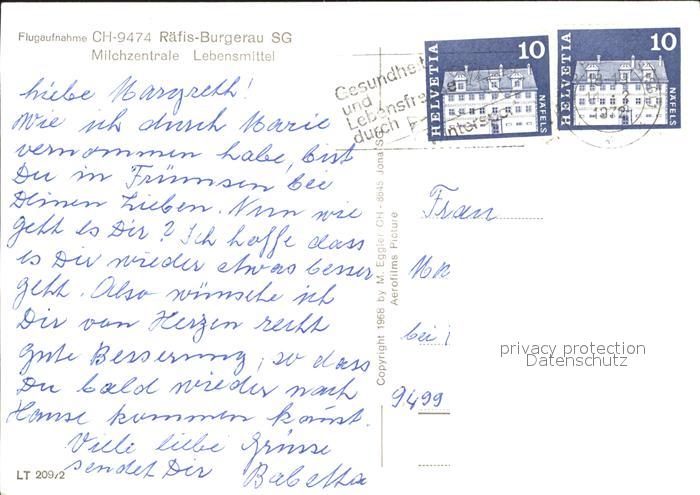 Flugaufnahme CH-9474 Räfis-Burgerau SG
Milchzentrale Lebensmittel
Liebe Margreth!
Wie ich durch Marie
vernommen habe, bist
Du in Frümsen bei
Deinen Lieben. Nun wie
geht es Dir? Ich hoffe dass
es Dir wieder etwas besser
geht. Also wünsche ich
Dir von Herzen recht
gute Besserung, so dass
Du bald wieder nach
Hause kommen kannst.
Viele liebe Grüsse
sendet Dir Babetta
LT 209/2
Copyright 1968 by M. Eggler CH-8645 Jona SG
Aerofilms Picture
Gesundheit
und
Lebensfreude
durch
HELVETIA
10
NÄFELS
HELVETIA
10
NÄFELS
Frau
bei
9499
privacy protection
Datenschutz